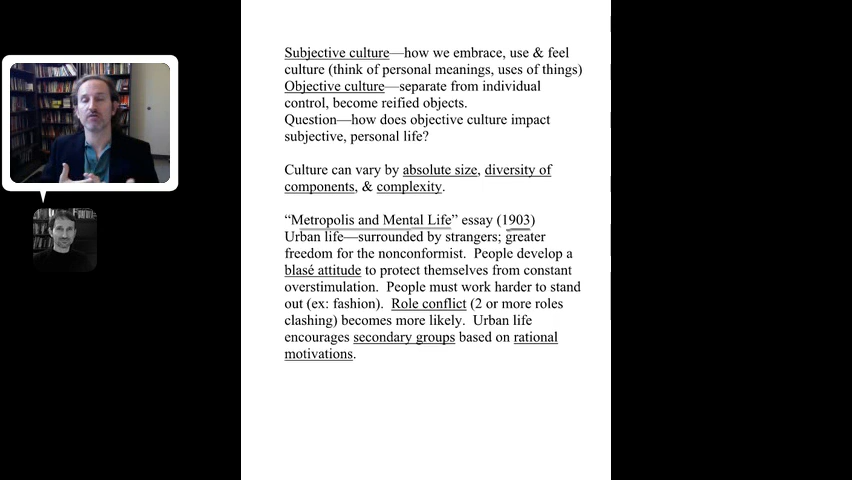 Subjective culture—how we embrace, use & feel
culture (think of personal meanings, uses of things)
Objective culture—separate from individual
control, become reified objects.
Question—how does objective culture impact
subjective, personal life?
Culture can vary by absolute size, diversity of
components, & complexity.
“Metropolis and Mental Life” essay (1903)
Urban life—surrounded by strangers; greater
freedom for the nonconformist.  People develop a
blasé attitude to protect themselves from constant
overstimulation.  People must work harder to stand
out (ex: fashion).  Role conflict (2 or more roles
clashing) becomes more likely.  Urban life
encourages secondary groups based on rational
motivations.